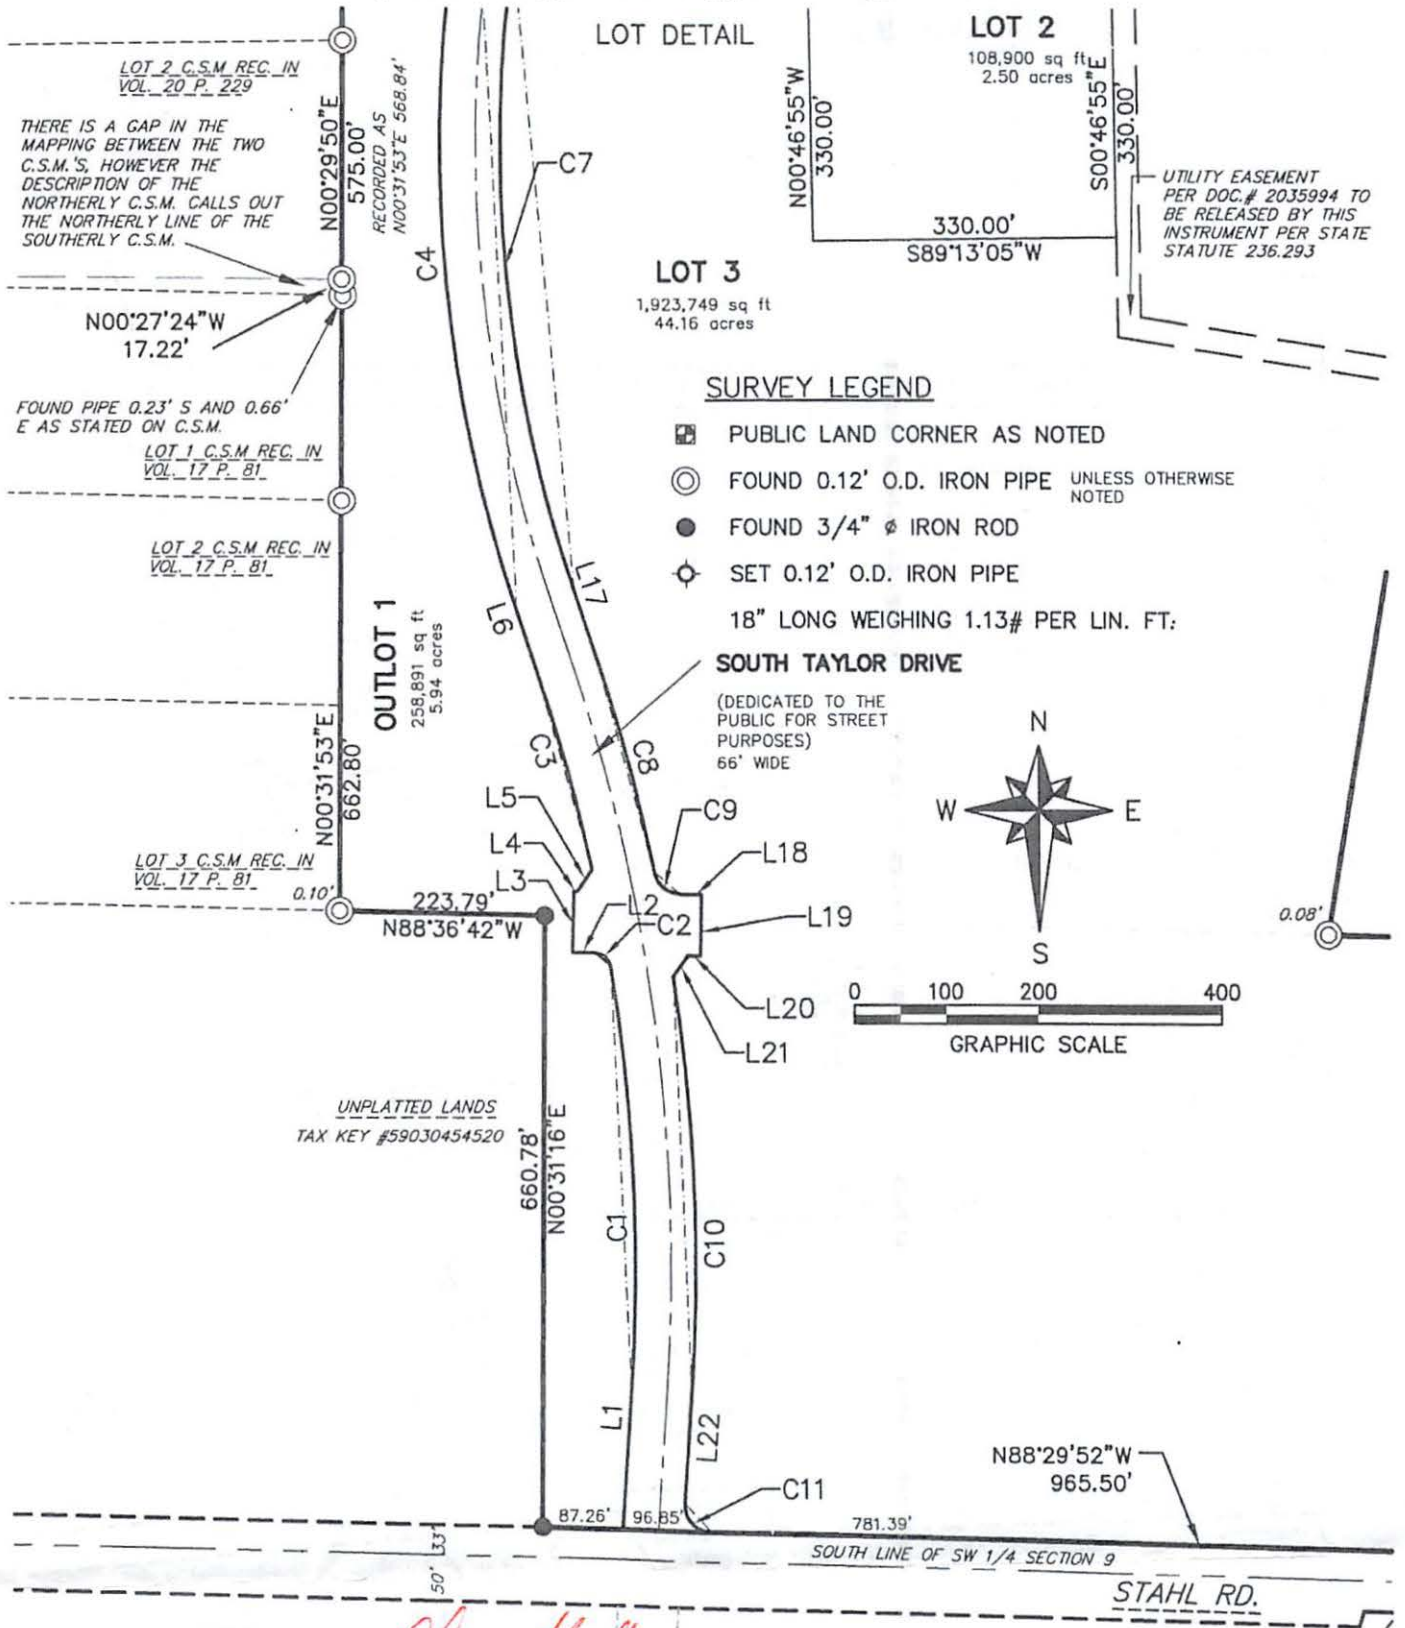 LOT DETAIL
LOT 2
108,900 sq ft
2.50 acres
N00°46'55"W
330.00'
S00°46'55"E
330.00'
330.00'
S89°13'05"W
UTILITY EASEMENT
PER DOC.# 2035994 TO
BE RELEASED BY THIS
INSTRUMENT PER STATE
STATUTE 236.293
LOT 2 C.S.M REC. IN
VOL. 20 P. 229
THERE IS A GAP IN THE
MAPPING BETWEEN THE TWO
C.S.M.'S, HOWEVER THE
DESCRIPTION OF THE
NORTHERLY C.S.M. CALLS OUT
THE NORTHERLY LINE OF THE
SOUTHERLY C.S.M.
N00°29'50"E
575.00'
RECORDED AS
N00°31'53"E 568.84'
C4
C7
LOT 3
1,923,749 sq ft
44.16 acres
N00°27'24"W
17.22'
FOUND PIPE 0.23' S AND 0.66'
E AS STATED ON C.S.M.
LOT 1 C.S.M REC. IN
VOL. 17 P. 81
LOT 2 C.S.M REC. IN
VOL. 17 P. 81
SURVEY LEGEND
PUBLIC LAND CORNER AS NOTED
FOUND 0.12' O.D. IRON PIPE UNLESS OTHERWISE
NOTED
FOUND 3/4" ⌀ IRON ROD
SET 0.12' O.D. IRON PIPE
18" LONG WEIGHING 1.13# PER LIN. FT.
OUTLOT 1
258,891 sq ft
5.94 acres
L6
L17
SOUTH TAYLOR DRIVE
(DEDICATED TO THE
PUBLIC FOR STREET
PURPOSES)
66' WIDE
N00°31'53"E
662.80'
C3
C8
L5
L4
L3
C9
L18
L19
L20
L21
L2
C2
N
W
E
S
LOT 3 C.S.M REC. IN
VOL. 17 P. 81
0.10'
223.79'
N88°36'42"W
0.08'
0 100 200 400
GRAPHIC SCALE
UNPLATTED LANDS
TAX KEY #59030454520
660.78'
N00°31'16"E
C1
C10
L1
L22
C11
N88°29'52"W
965.50'
87.26' 96.85' 781.39'
SOUTH LINE OF SW 1/4 SECTION 9
50' 33'
STAHL RD.